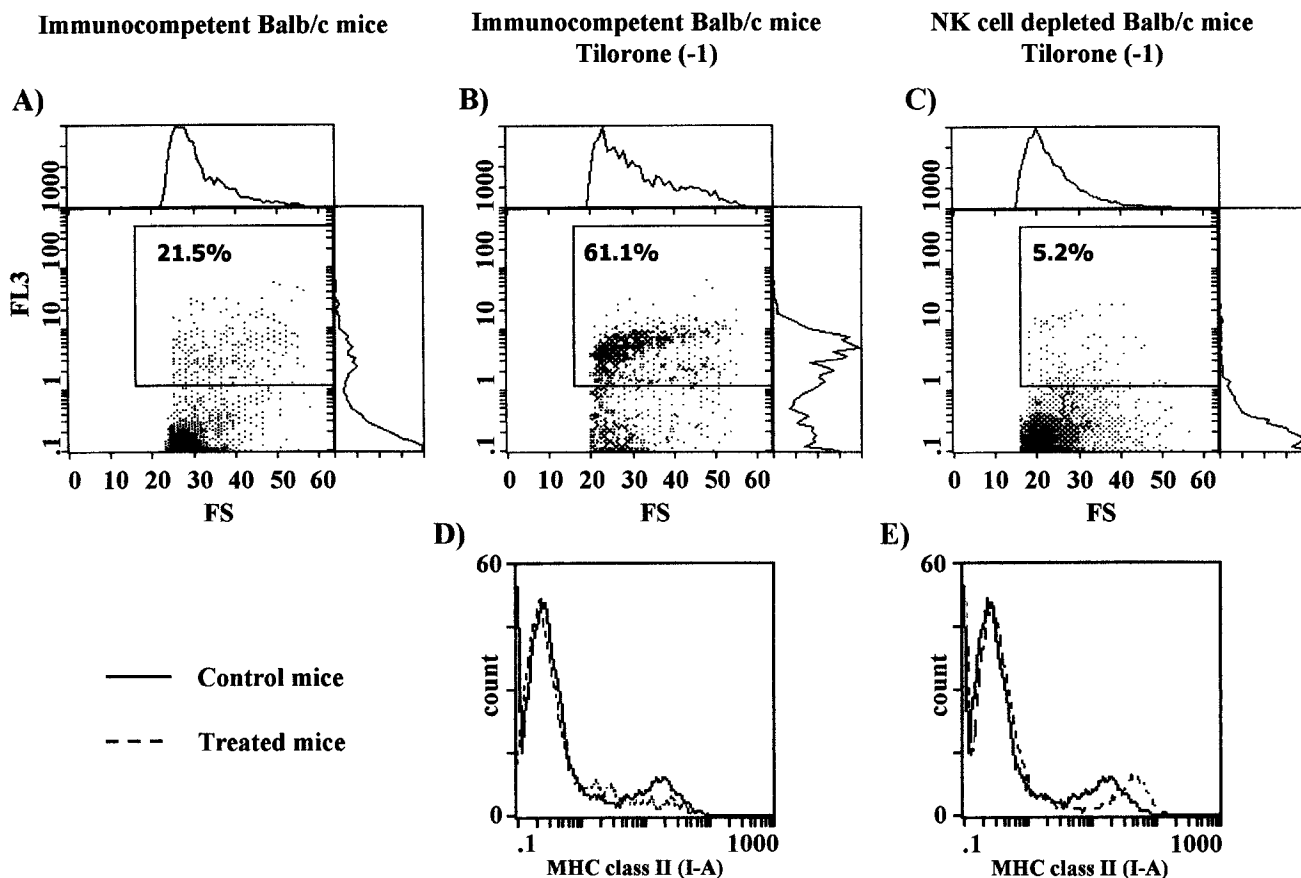 Immunocompetent Balb/c mice
Immunocompetent Balb/c mice
Tilorone (-1)
NK cell depleted Balb/c mice
Tilorone (-1)
A)
B)
C)
1000
1000
1000
21.5%
61.1%
5.2%
FL3
100
10
1
.1
100
10
1
.1
100
10
1
.1
0 10 20 30 40 50 60
0 10 20 30 40 50 60
0 10 20 30 40 50 60
FS
FS
FS
D)
E)
60
count
0
.1 1000
MHC class II (I-A)
60
count
0
.1 1000
MHC class II (I-A)
Control mice
Treated mice